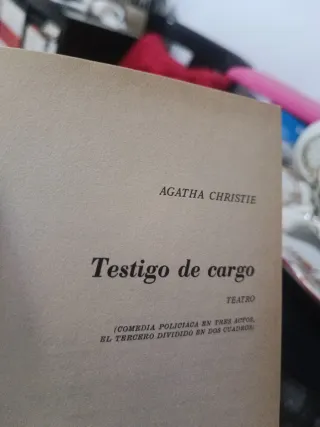 AGATHA CHRISTIE
Testigo de cargo
TEATRO
(COMEDIA POLICIACA EN TRES ACTOS,
EL TERCERO DIVIDIDO EN DOS CUADROS)